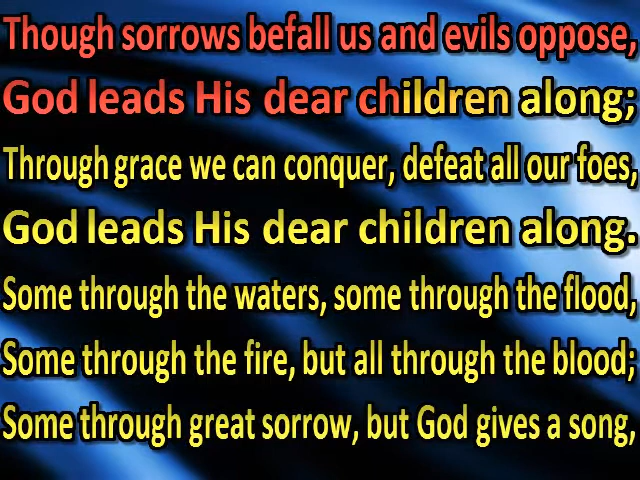 Though sorrows befall us and evils oppose,
God leads His dear children along;
Through grace we can conquer, defeat all our foes,
God leads His dear children along.
Some through the waters, some through the flood,
Some through the fire, but all through the blood;
Some through great sorrow, but God gives a song,